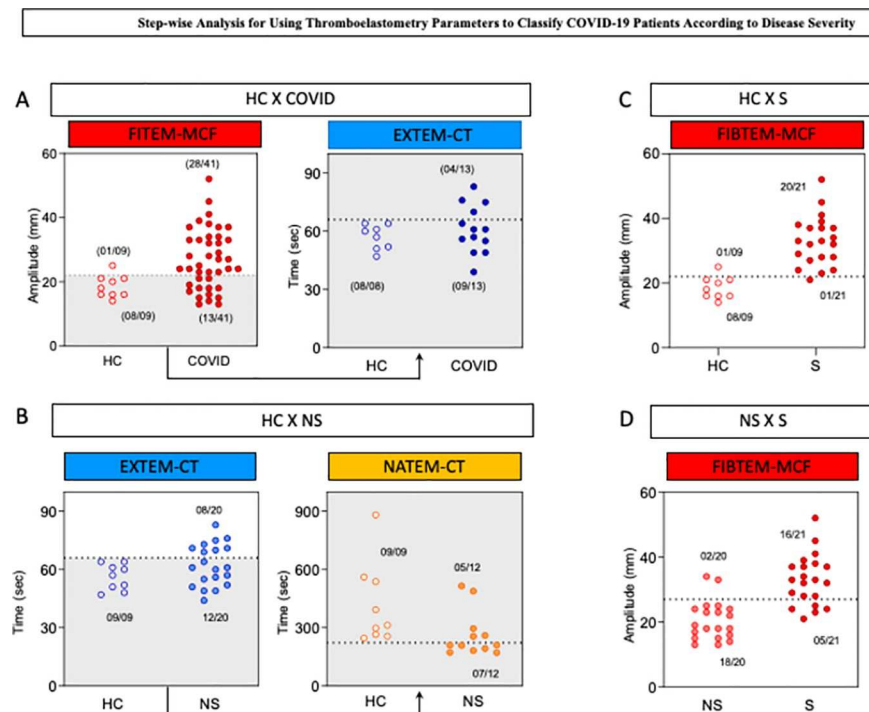 Step-wise Analysis for Using Thromboelastometry Parameters to Classify COVID-19 Patients According to Disease Severity
A
HC X COVID
FITEM-MCF
EXTEM-CT
Amplitude (mm)
60
40
20
0
(28/41)
(01/09)
(08/09)
(13/41)
HC
COVID
Time (sec)
90
60
30
0
(04/13)
(08/08)
(09/13)
HC
COVID
C
HC X S
FIBTEM-MCF
Amplitude (mm)
60
40
20
0
20/21
01/09
08/09
01/21
HC
S
B
HC X NS
EXTEM-CT
NATEM-CT
Time (sec)
90
60
30
0
08/20
09/09
12/20
HC
NS
Time (sec)
900
600
300
0
09/09
05/12
07/12
HC
NS
D
NS X S
FIBTEM-MCF
Amplitude (mm)
60
40
20
0
16/21
02/20
18/20
05/21
NS
S